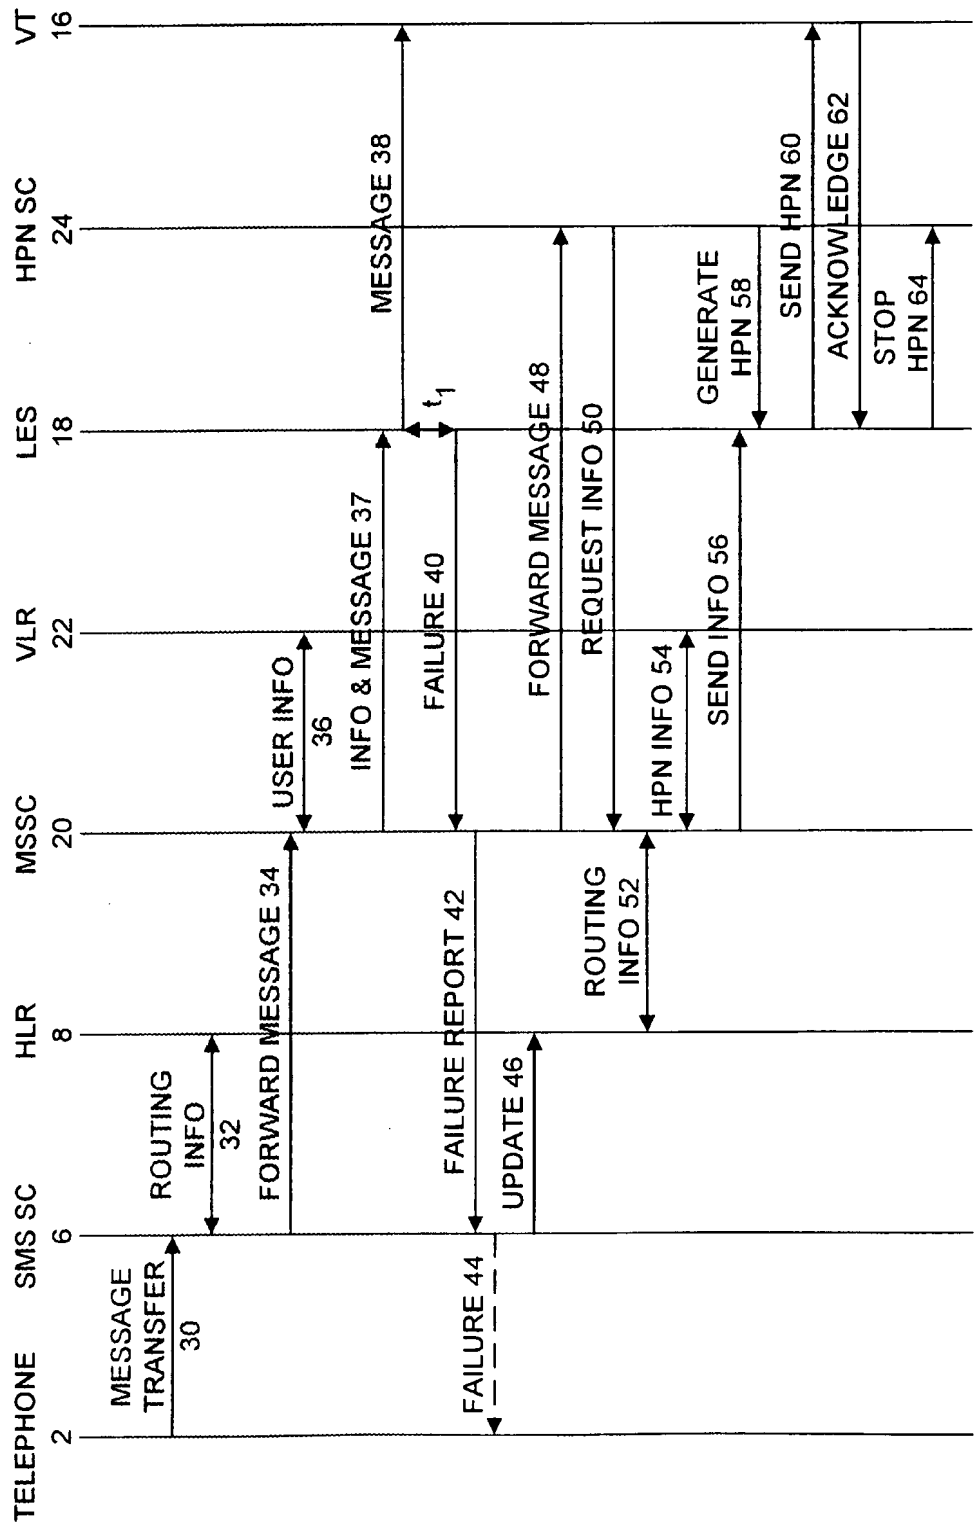 TELEPHONE
2
SMS SC
6
HLR
8
MSSC
20
VLR
22
LES
18
HPN SC
24
VT
16
MESSAGE
TRANSFER
30
ROUTING
INFO
32
FORWARD MESSAGE 34
USER INFO
36
INFO & MESSAGE 37
MESSAGE 38
t1
FAILURE 40
FAILURE REPORT 42
FAILURE 44
UPDATE 46
FORWARD MESSAGE 48
REQUEST INFO 50
ROUTING
INFO 52
HPN INFO 54
SEND INFO 56
GENERATE
HPN 58
SEND HPN 60
ACKNOWLEDGE 62
STOP
HPN 64